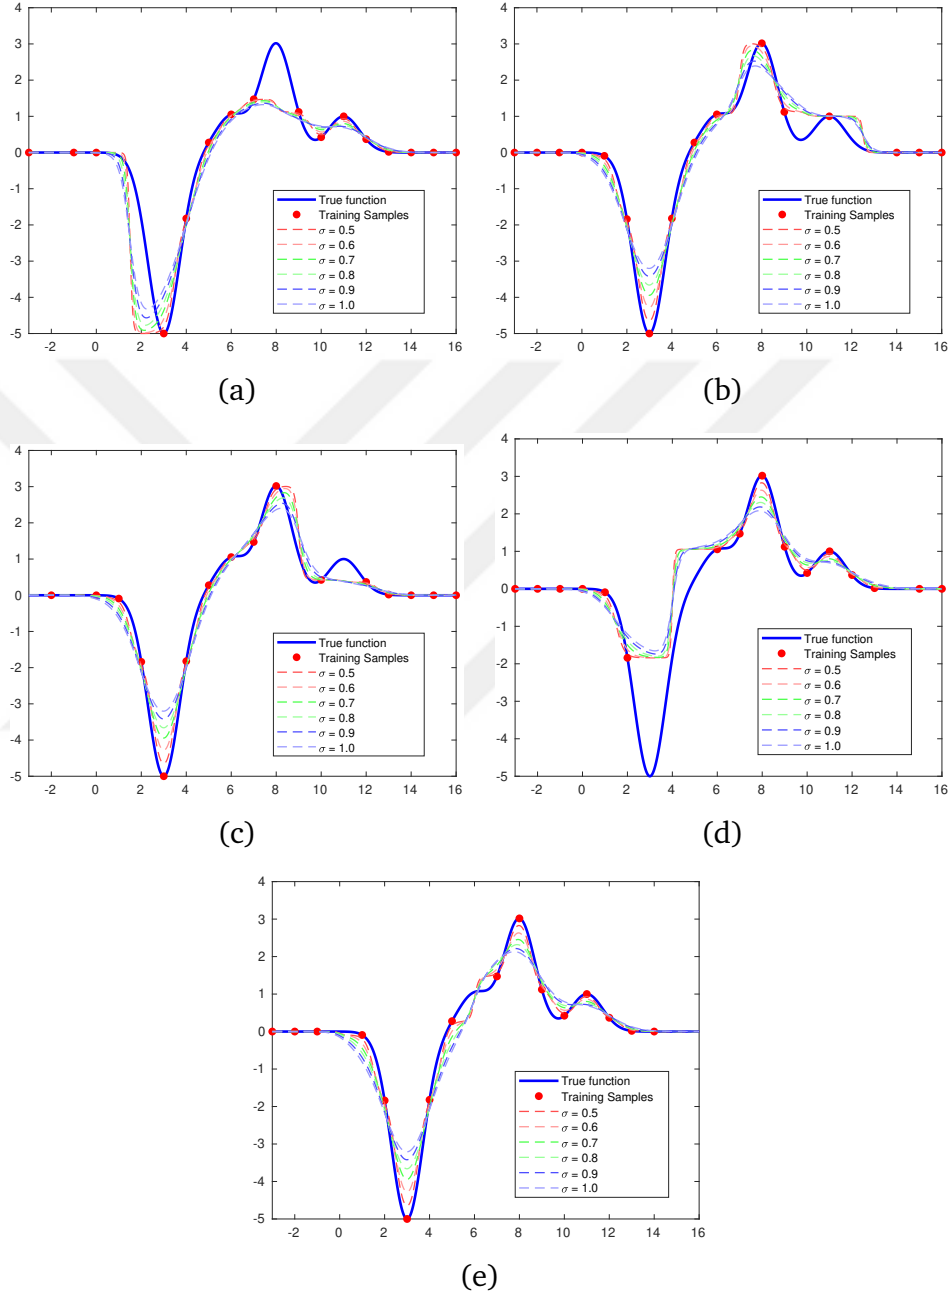 4
3
2
1
0
-1
-2
-3
-4
-5
True function
Training Samples
σ = 0.5
σ = 0.6
σ = 0.7
σ = 0.8
σ = 0.9
σ = 1.0
-2 0 2 4 6 8 10 12 14 16
(a)
4
3
2
1
0
-1
-2
-3
-4
-5
True function
Training Samples
σ = 0.5
σ = 0.6
σ = 0.7
σ = 0.8
σ = 0.9
σ = 1.0
-2 0 2 4 6 8 10 12 14 16
(b)
4
3
2
1
0
-1
-2
-3
-4
-5
True function
Training Samples
σ = 0.5
σ = 0.6
σ = 0.7
σ = 0.8
σ = 0.9
σ = 1.0
-2 0 2 4 6 8 10 12 14 16
(c)
4
3
2
1
0
-1
-2
-3
-4
-5
True function
Training Samples
σ = 0.5
σ = 0.6
σ = 0.7
σ = 0.8
σ = 0.9
σ = 1.0
-2 0 2 4 6 8 10 12 14 16
(d)
4
3
2
1
0
-1
-2
-3
-4
-5
True function
Training Samples
σ = 0.5
σ = 0.6
σ = 0.7
σ = 0.8
σ = 0.9
σ = 1.0
-2 0 2 4 6 8 10 12 14 16
(e)